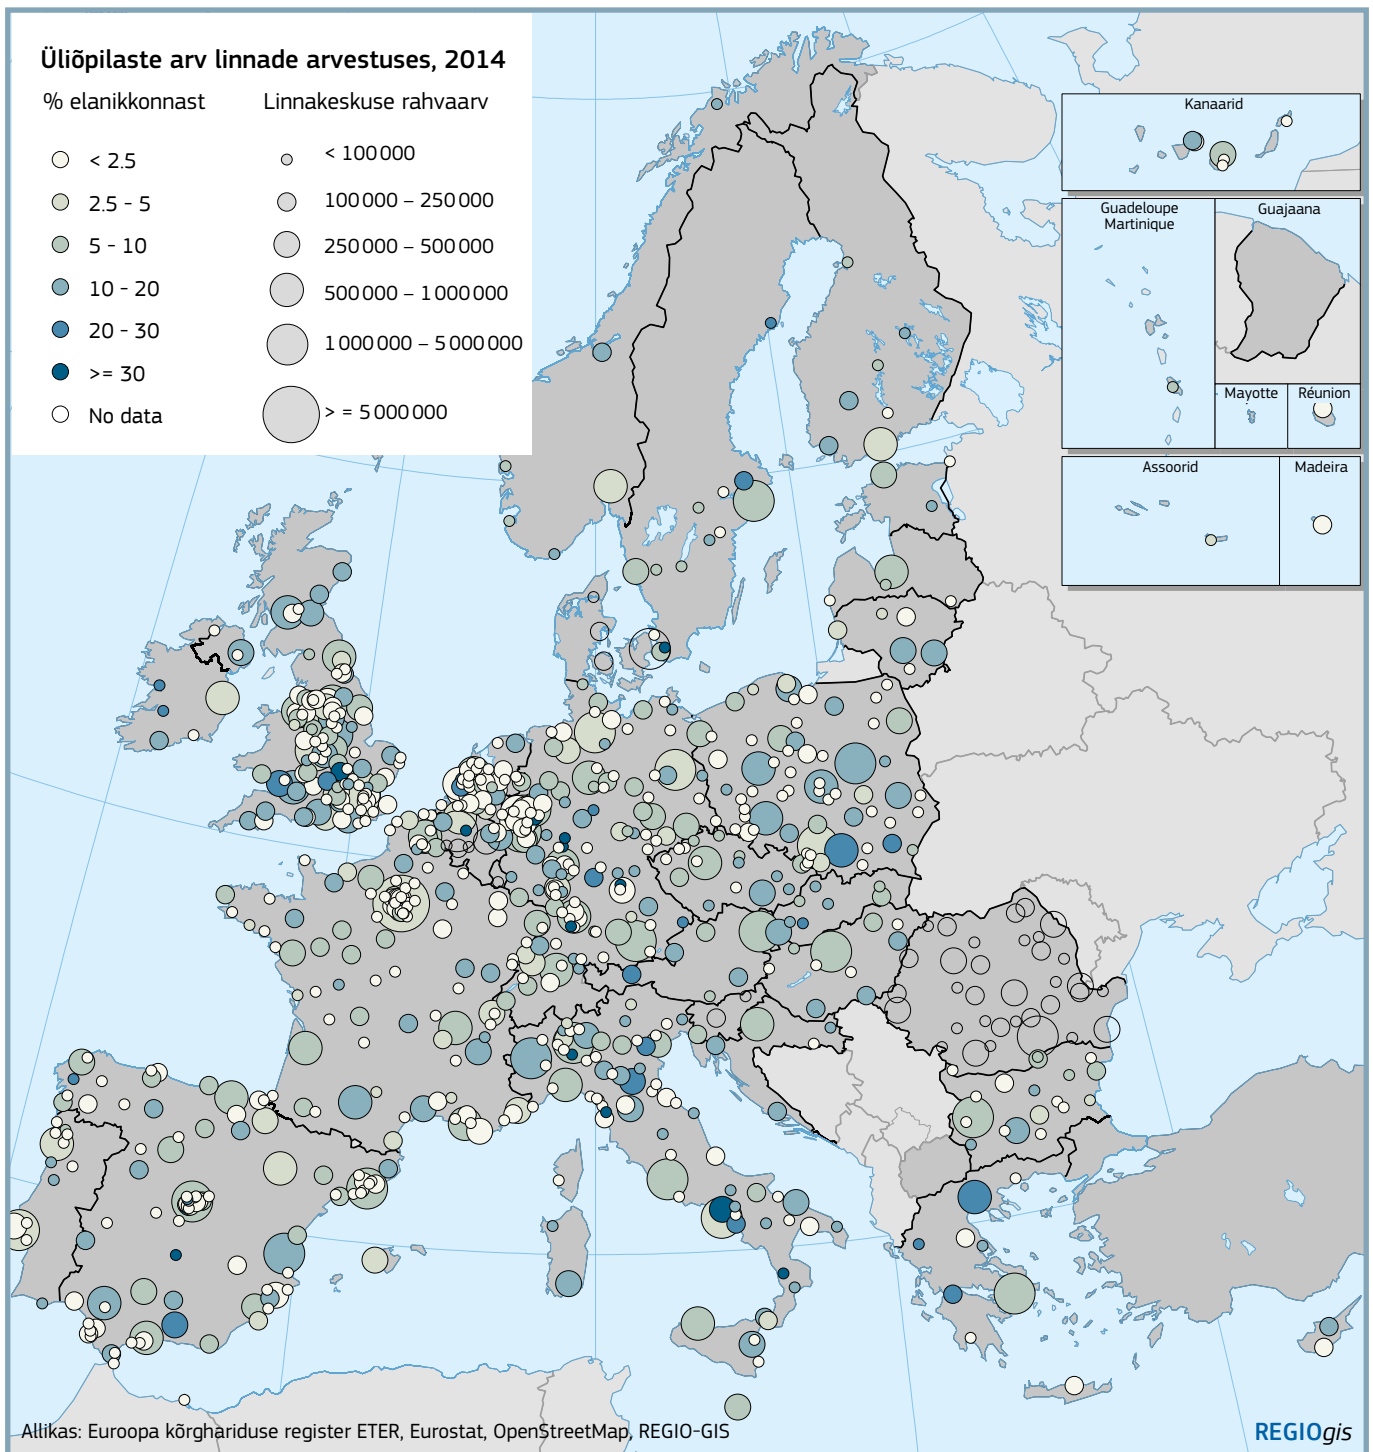 Üliõpilaste arv linnade arvestuses, 2014
% elanikkonnast
Linnakeskuse rahvaarv
< 2.5
2.5 - 5
5 - 10
10 - 20
20 - 30
>= 30
No data
< 100 000
100 000 – 250 000
250 000 – 500 000
500 000 – 1 000 000
1 000 000 – 5 000 000
> = 5 000 000
Kanaarid
Guadeloupe
Martinique
Guajaana
Mayotte
Réunion
Assoorid
Madeira
Allikas: Euroopa kõrghariduse register ETER, Eurostat, OpenStreetMap, REGIO-GIS
REGIOgis